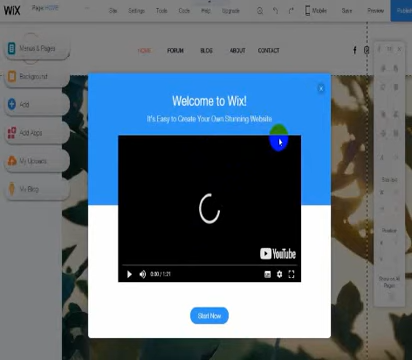 WiX
Page: HOME
Site
Settings
Tools
Code
Help
Upgrade
Mobile
Save
Preview
Publish
HOME
FORUM
BLOG
ABOUT
CONTACT
Menus & Pages
Background
Add
Add Apps
My Uploads
My Blog
Welcome to Wix!
It's Easy to Create Your Own Stunning Website
YouTube
0:00 / 1:21
Start Now